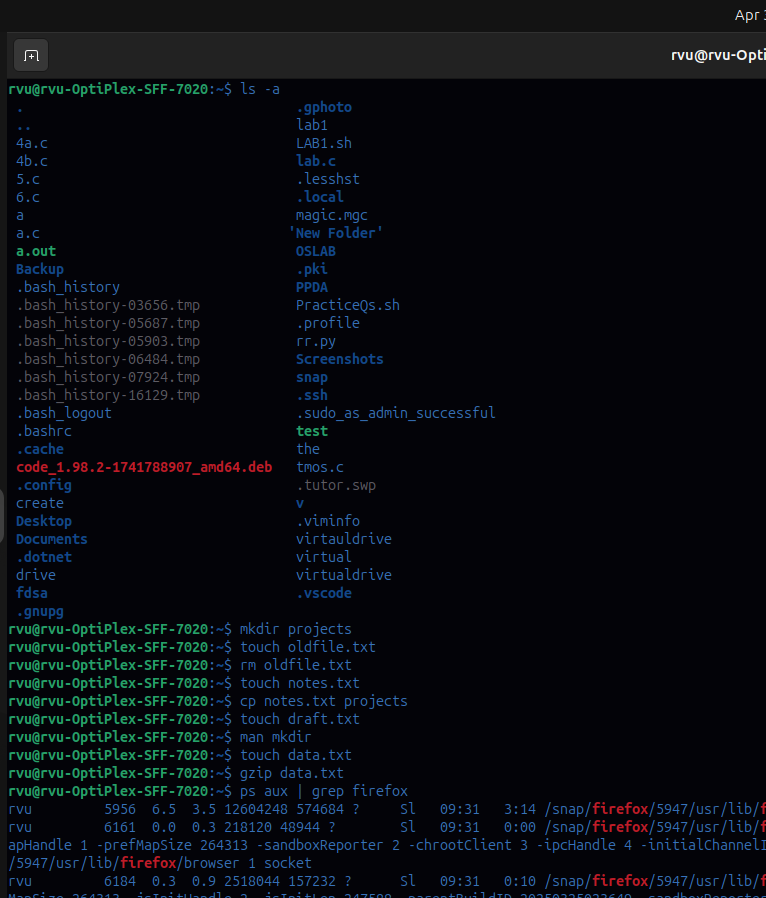 Apr
rvu@rvu-Opti
rvu@rvu-OptiPlex-SFF-7020:~$ ls -a
. .gphoto
.. lab1
4a.c LAB1.sh
4b.c lab.c
5.c .lesshst
6.c .local
a magic.mgc
a.c 'New Folder'
a.out OSLAB
Backup .pki
.bash_history PPDA
.bash_history-03656.tmp PracticeQs.sh
.bash_history-05687.tmp .profile
.bash_history-05903.tmp rr.py
.bash_history-06484.tmp Screenshots
.bash_history-07924.tmp snap
.bash_history-16129.tmp .ssh
.bash_logout .sudo_as_admin_successful
.bashrc test
.cache the
code_1.98.2-1741788907_amd64.deb tmos.c
.config .tutor.swp
create v
Desktop .viminfo
Documents virtauldrive
.dotnet virtual
drive virtualdrive
fdsa .vscode
.gnupg
rvu@rvu-OptiPlex-SFF-7020:~$ mkdir projects
rvu@rvu-OptiPlex-SFF-7020:~$ touch oldfile.txt
rvu@rvu-OptiPlex-SFF-7020:~$ rm oldfile.txt
rvu@rvu-OptiPlex-SFF-7020:~$ touch notes.txt
rvu@rvu-OptiPlex-SFF-7020:~$ cp notes.txt projects
rvu@rvu-OptiPlex-SFF-7020:~$ touch draft.txt
rvu@rvu-OptiPlex-SFF-7020:~$ man mkdir
rvu@rvu-OptiPlex-SFF-7020:~$ touch data.txt
rvu@rvu-OptiPlex-SFF-7020:~$ gzip data.txt
rvu@rvu-OptiPlex-SFF-7020:~$ ps aux | grep firefox
rvu 5956 6.5 3.5 12604248 574684 ? Sl 09:31 3:14 /snap/firefox/5947/usr/lib/f
rvu 6161 0.0 0.3 218120 48944 ? Sl 09:31 0:00 /snap/firefox/5947/usr/lib/f
apHandle 1 -prefMapSize 264313 -sandboxReporter 2 -chrootClient 3 -ipcHandle 4 -initialChannelI
/5947/usr/lib/firefox/browser 1 socket
rvu 6184 0.3 0.9 2518044 157232 ? Sl 09:31 0:10 /snap/firefox/5947/usr/lib/f